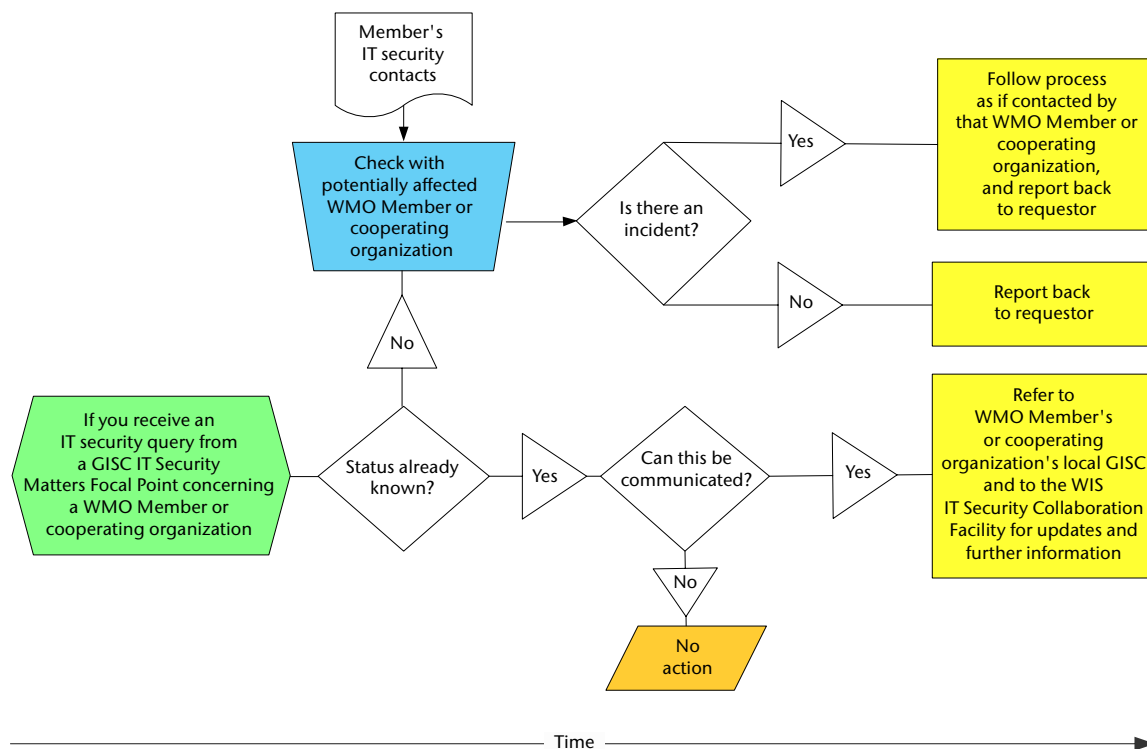 Member's
IT security
contacts
Check with
potentially affected
WMO Member or
cooperating
organization
Is there an
incident?
Yes
Follow process
as if contacted by
that WMO Member or
cooperating
organization,
and report back
to requestor
No
Report back
to requestor
No
If you receive an
IT security query from
a GISC IT Security
Matters Focal Point concerning
a WMO Member or
cooperating organization
Status already
known?
Yes
Can this be
communicated?
Yes
Refer to
WMO Member's
or cooperating
organization's local GISC
and to the WIS
IT Security Collaboration
Facility for updates and
further information
No
No
action
Time